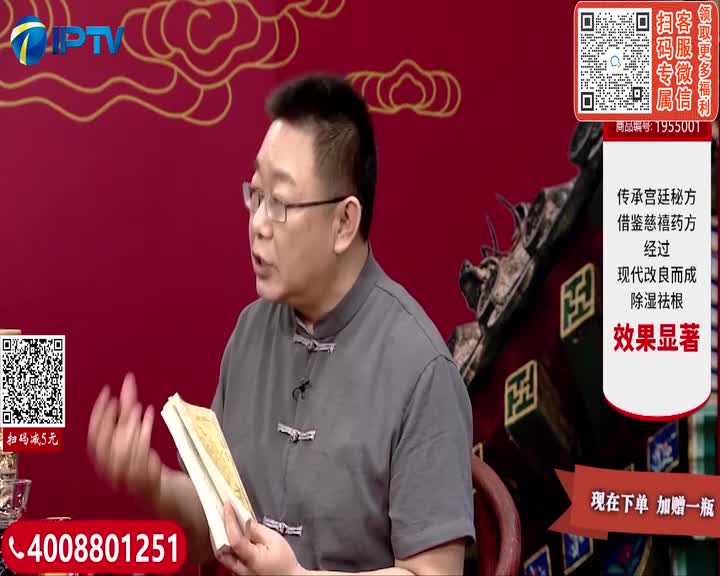 IPTV
领取更多福利
客服微信
扫码专属
商品编号: 1955001
传承宫廷秘方
借鉴慈禧药方
经过
现代改良而成
除湿祛根
效果显著
扫码减5元
现在下单 加赠一瓶
4008801251